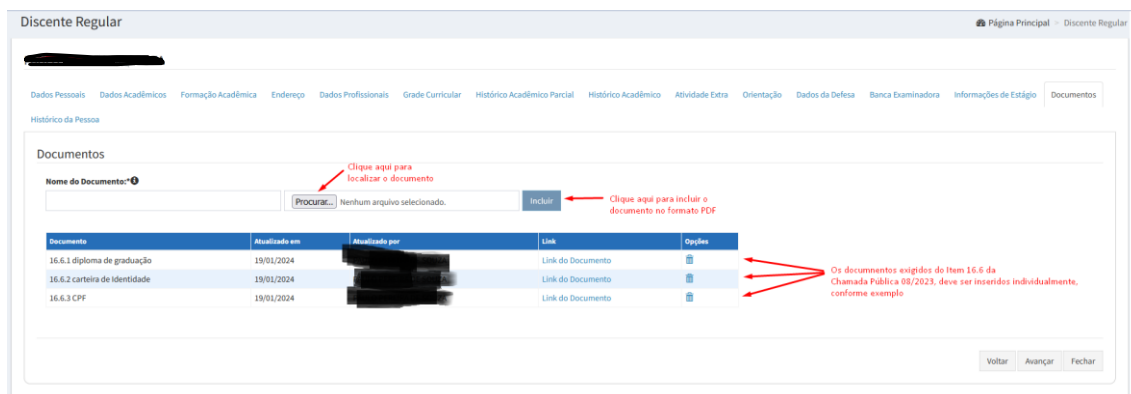 Discente Regular
Página Principal > Discente Regular
Dados Pessoais Dados Acadêmicos Formação Acadêmica Endereço Dados Profissionais Grade Curricular Histórico Acadêmico Parcial Histórico Acadêmico Atividade Extra Orientação Dados da Defesa Banca Examinadora Informações de Estágio Documentos
Histórico da Pessoa
Documentos
Clique aqui para
localizar o documento
Nome do Documento:*
Procurar... Nenhum arquivo selecionado. Incluir
Clique aqui para incluir o
documento no formato PDF
Documento Atualizado em Atualizado por Link Opções
16.6.1 diploma de graduação 19/01/2024 Link do Documento
16.6.2 carteira de Identidade 19/01/2024 Link do Documento
16.6.3 CPF 19/01/2024 Link do Documento
Os documnentos exigidos do Item 16.6 da
Chamada Pública 08/2023, deve ser inseridos individualmente,
conforme exemplo
Voltar Avançar Fechar